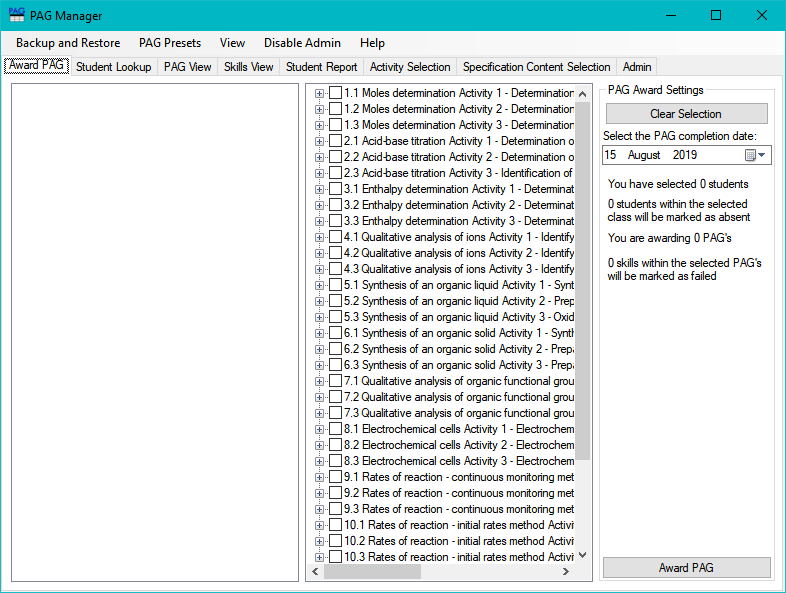 PAG PAG Manager
Backup and Restore PAG Presets View Disable Admin Help
Award PAG Student Lookup PAG View Skills View Student Report Activity Selection Specification Content Selection Admin
1.1 Moles determination Activity 1 - Determination
1.2 Moles determination Activity 2 - Determination
1.3 Moles determination Activity 3 - Determination
2.1 Acid-base titration Activity 1 - Determination o
2.2 Acid-base titration Activity 2 - Determination o
2.3 Acid-base titration Activity 3 - Identification of
3.1 Enthalpy determination Activity 1 - Determinat
3.2 Enthalpy determination Activity 2 - Determinat
3.3 Enthalpy determination Activity 3 - Determinat
4.1 Qualitative analysis of ions Activity 1 - Identify
4.2 Qualitative analysis of ions Activity 2 - Identify
4.3 Qualitative analysis of ions Activity 3 - Identify
5.1 Synthesis of an organic liquid Activity 1 - Synt
5.2 Synthesis of an organic liquid Activity 2 - Prep
5.3 Synthesis of an organic liquid Activity 3 - Oxid
6.1 Synthesis of an organic solid Activity 1 - Synth
6.2 Synthesis of an organic solid Activity 2 - Prepa
6.3 Synthesis of an organic solid Activity 3 - Prepa
7.1 Qualitative analysis of organic functional grou
7.2 Qualitative analysis of organic functional grou
7.3 Qualitative analysis of organic functional grou
8.1 Electrochemical cells Activity 1 - Electrochem
8.2 Electrochemical cells Activity 2 - Electrochem
8.3 Electrochemical cells Activity 3 - Electrochem
9.1 Rates of reaction - continuous monitoring met
9.2 Rates of reaction - continuous monitoring met
9.3 Rates of reaction - continuous monitoring met
10.1 Rates of reaction - initial rates method Activi
10.2 Rates of reaction - initial rates method Activi
10.3 Rates of reaction - initial rates method Activi
PAG Award Settings
Clear Selection
Select the PAG completion date:
15 August 2019
You have selected 0 students
0 students within the selected
class will be marked as absent
You are awarding 0 PAG's
0 skills within the selected PAG's
will be marked as failed
Award PAG